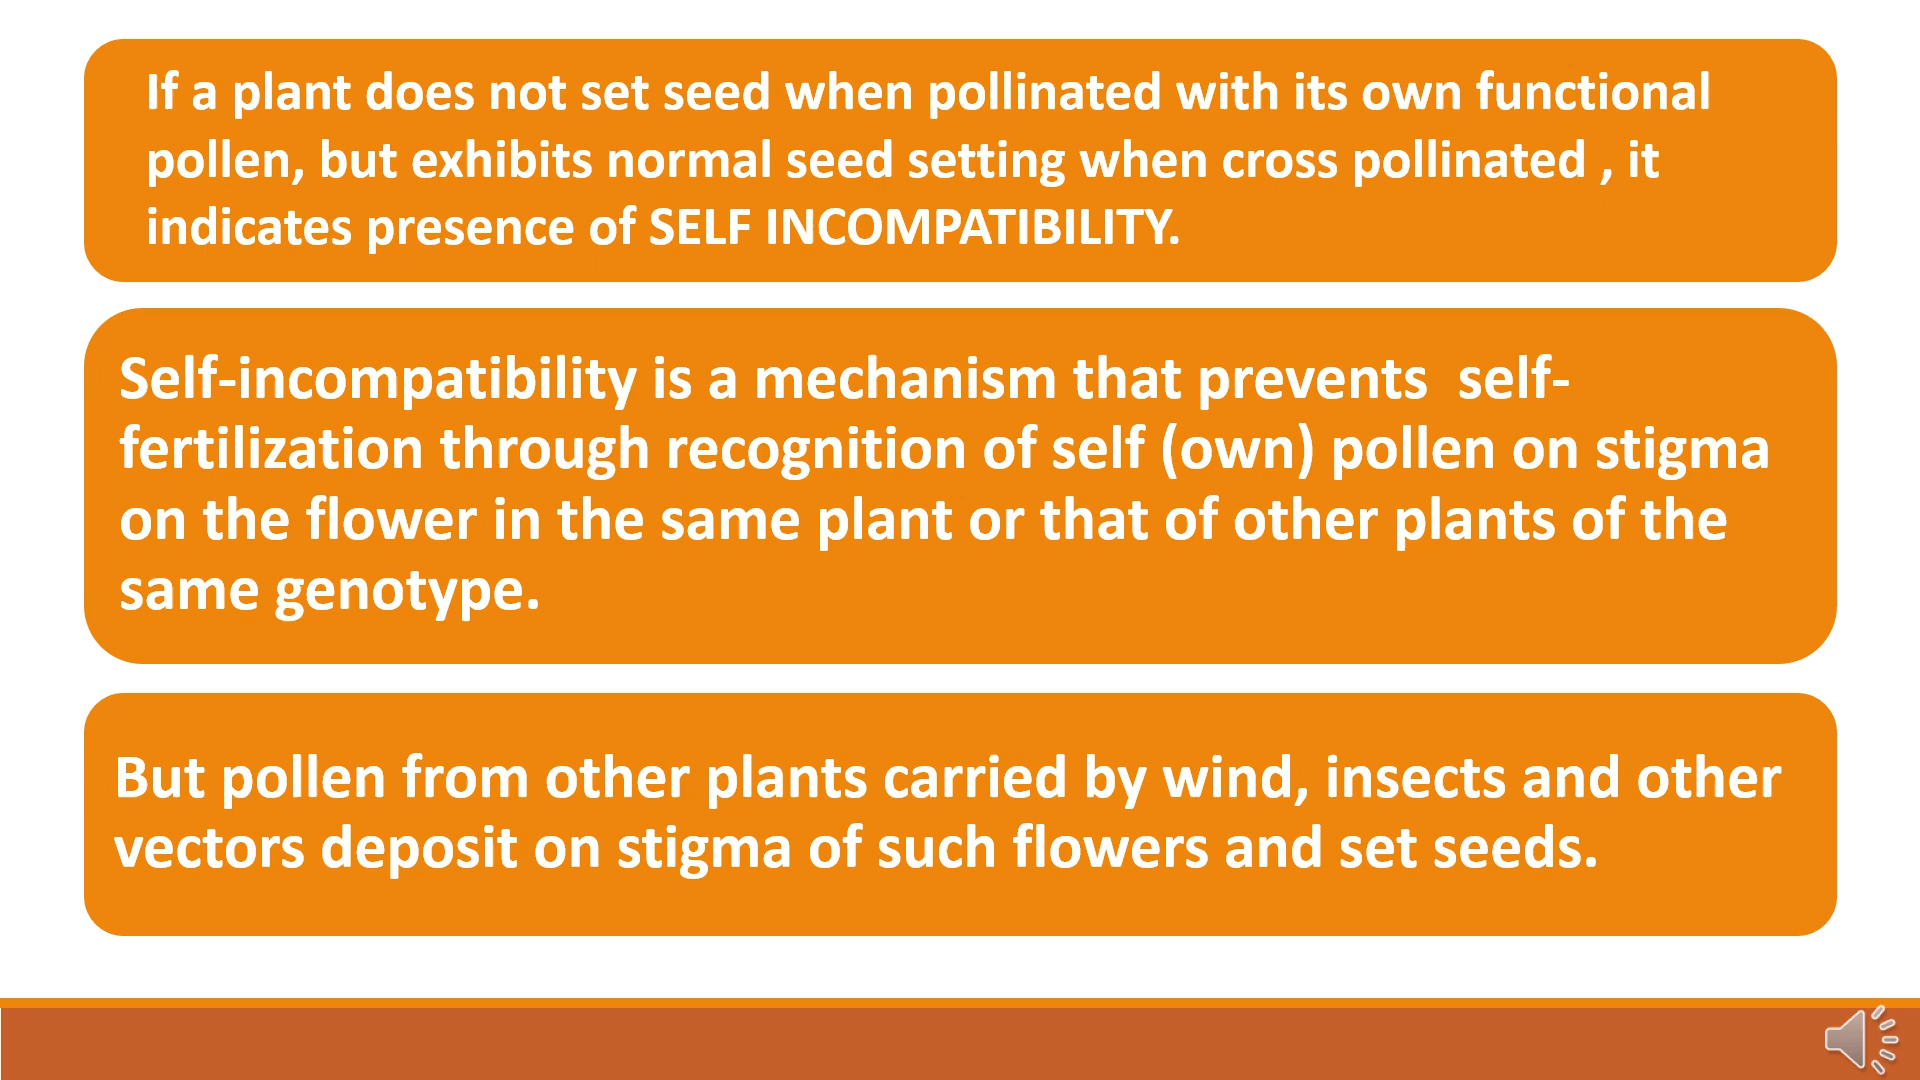 If a plant does not set seed when pollinated with its own functional
pollen, but exhibits normal seed setting when cross pollinated , it
indicates presence of SELF INCOMPATIBILITY.
Self-incompatibility is a mechanism that prevents  self-
fertilization through recognition of self (own) pollen on stigma
on the flower in the same plant or that of other plants of the
same genotype.
But pollen from other plants carried by wind, insects and other
vectors deposit on stigma of such flowers and set seeds.